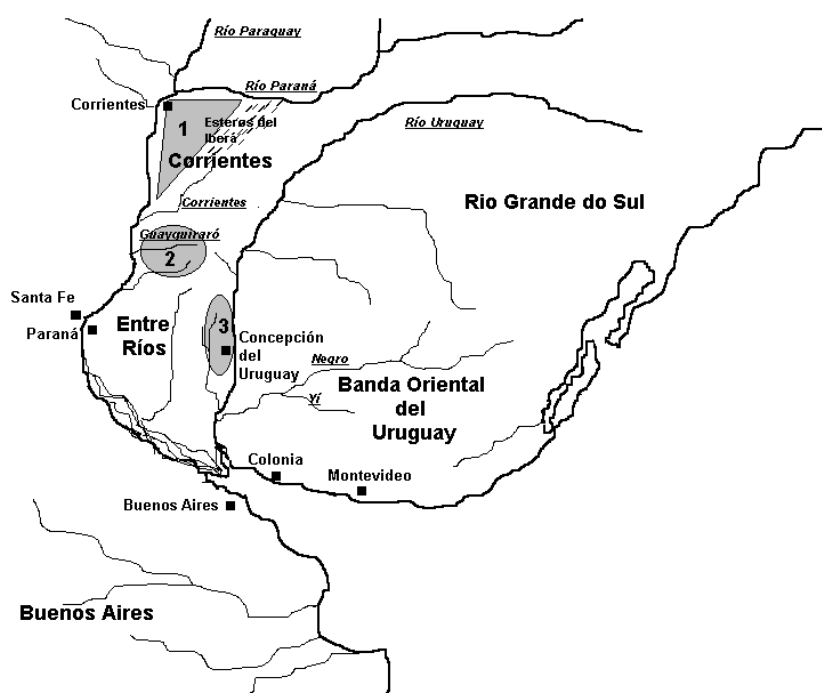 Río Paraguay
Río Paraná
Corrientes
1
Esteros del
Iberá
Río Uruguay
Corrientes
Corrientes
Rio Grande do Sul
Guayquiraró
2
Santa Fe
Paraná
Entre
Ríos
3
Concepción
del
Uruguay
Negro
Banda Oriental
del
Uruguay
Yí
Colonia
Montevideo
Buenos Aires
Buenos Aires